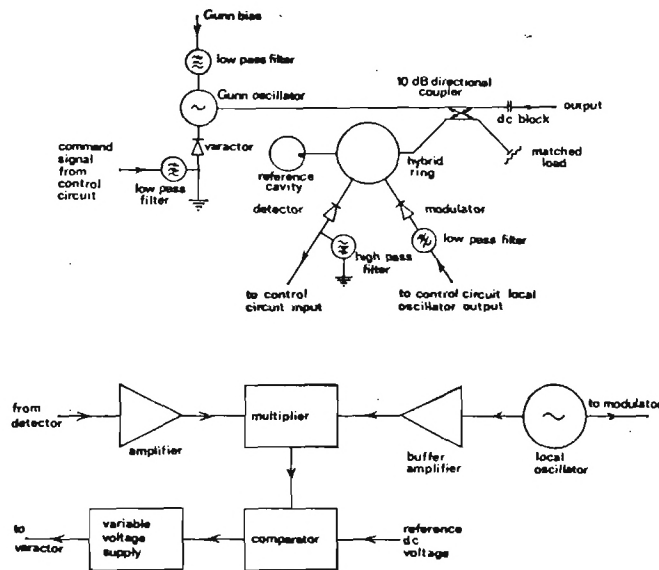 Gunn bias
low pass filter
Gunn oscillator
10 dB directional
coupler
output
dc block
command
signal
from
control
circuit
varactor
low pass
filter
reference
cavity
hybrid
ring
matched
load
detector
modulator
low pass filter
high pass
filter
to control
circuit input
to control circuit local
oscillator output
from
detector
amplifier
multiplier
buffer
amplifier
to modulator
local
oscillator
to
varactor
variable
voltage
supply
comparator
reference
dc
voltage